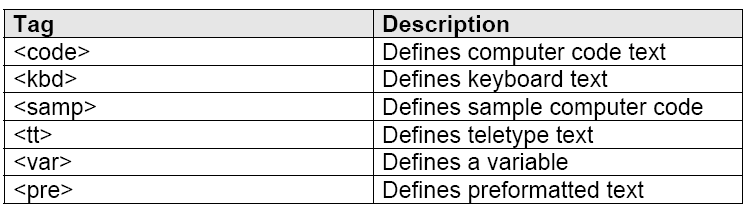 Tag Description
<code> Defines computer code text
<kbd> Defines keyboard text
<samp> Defines sample computer code
<tt> Defines teletype text
<var> Defines a variable
<pre> Defines preformatted text